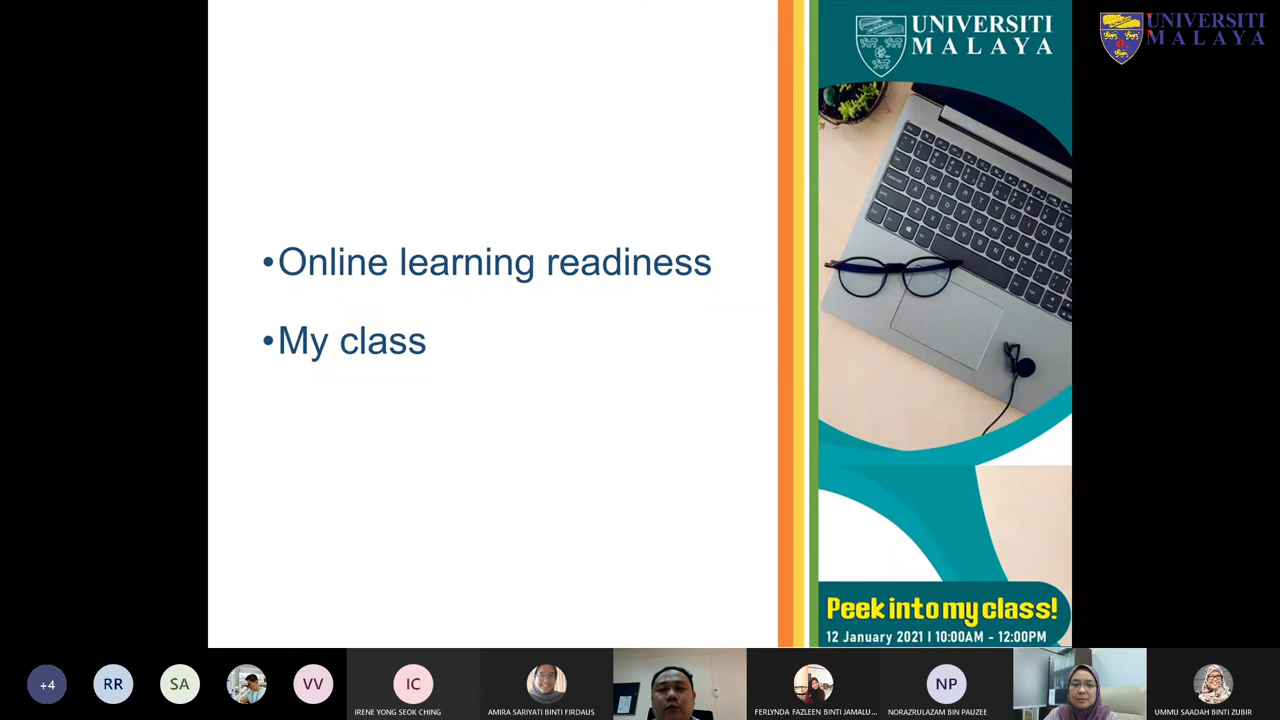 UNIVERSITI
MALAYA
UNIVERSITI
MALAYA
•Online learning readiness
•My class
Peek into my class!
12 January 2021 I 10:00AM - 12:00PM
+4
RR
SA
VV
IC
IRENE YONG SEOK CHING
AMIRA SARIYATI BINTI FIRDAUS
FERLYNDA FAZLEEN BINTI JAMALU...
NP
NORAZRULAZAM BIN PAUZEE
UMMU SAADAH BINTI ZUBIR